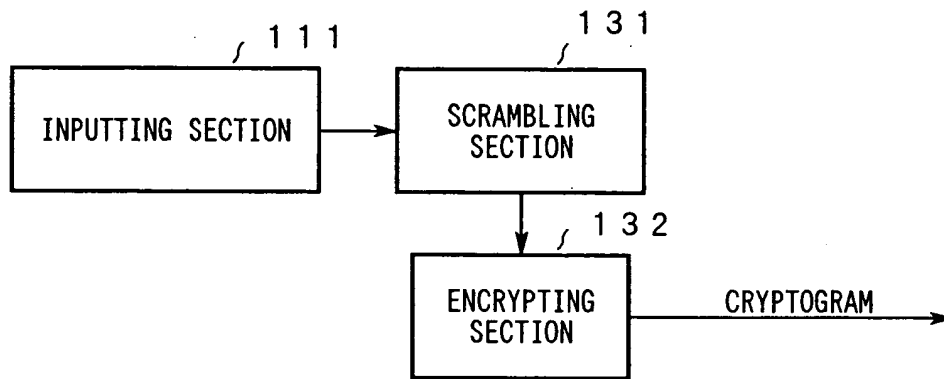 111
INPUTTING SECTION
131
SCRAMBLING
SECTION
132
ENCRYPTING
SECTION
CRYPTOGRAM